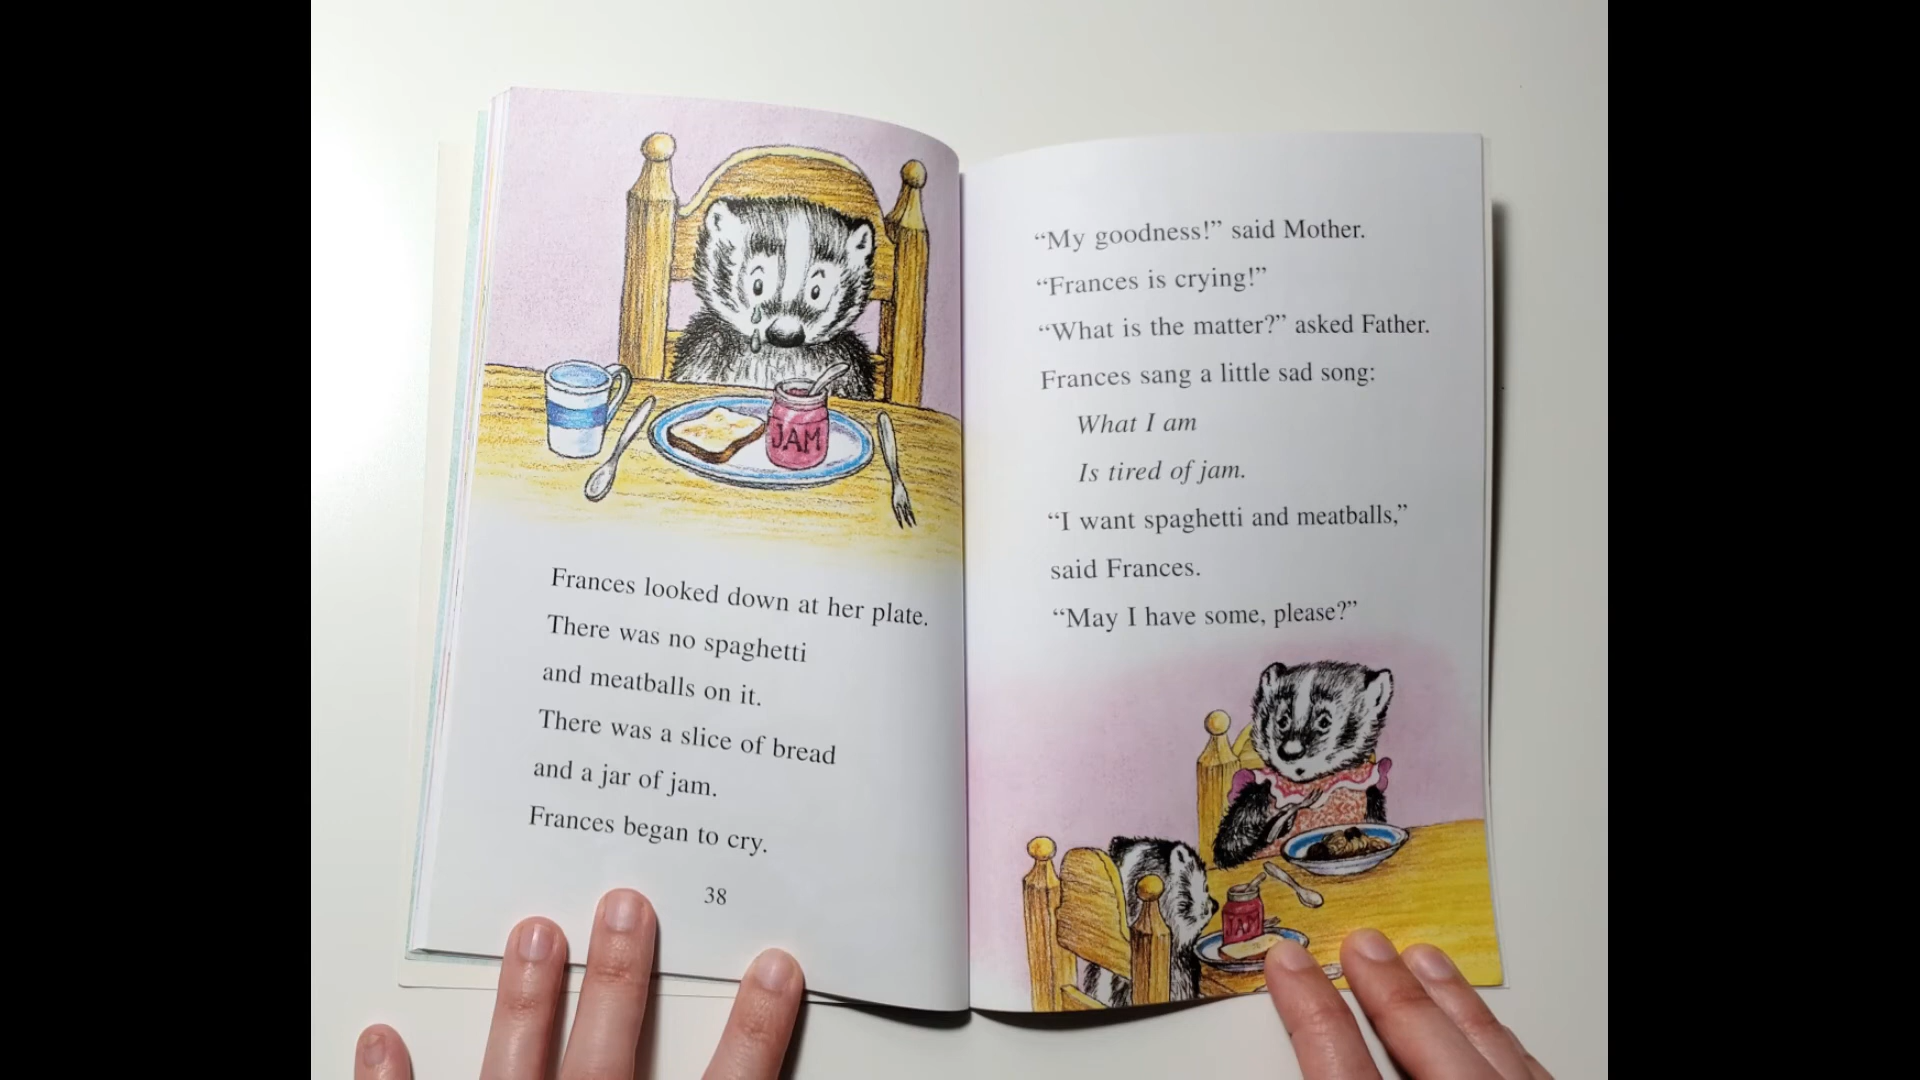 JAM
Frances looked down at her plate.
There was no spaghetti
and meatballs on it.
There was a slice of bread
and a jar of jam.
Frances began to cry.
38
“My goodness!” said Mother.
“Frances is crying!”
“What is the matter?” asked Father.
Frances sang a little sad song:
What I am
Is tired of jam.
“I want spaghetti and meatballs,”
said Frances.
“May I have some, please?”
JAM